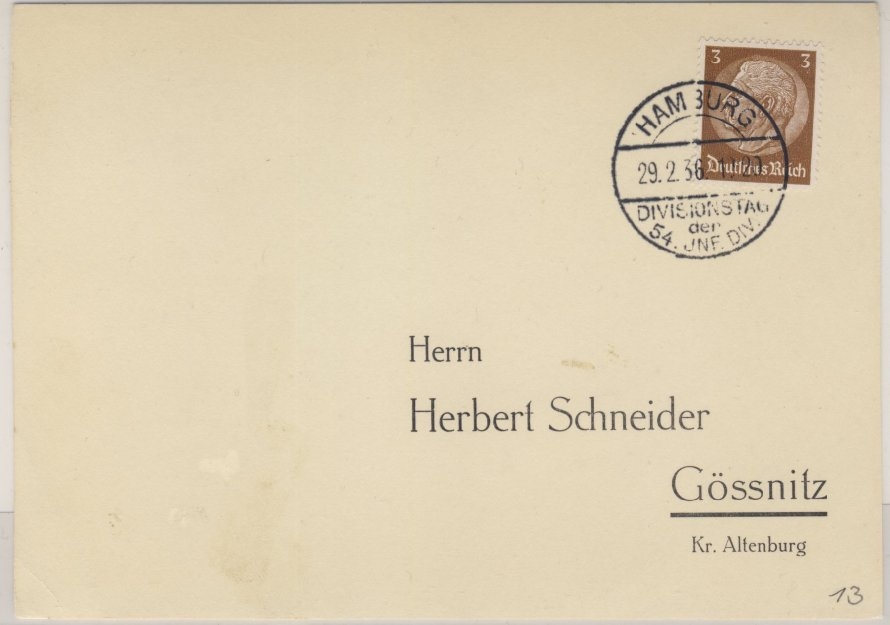 3 3
Deutsches Reich
HAMBURG
29. 2. 36.
DIVISIONSTAG
der
54. JNF. DIV.
Herrn
Herbert Schneider
Gössnitz
Kr. Altenburg
13